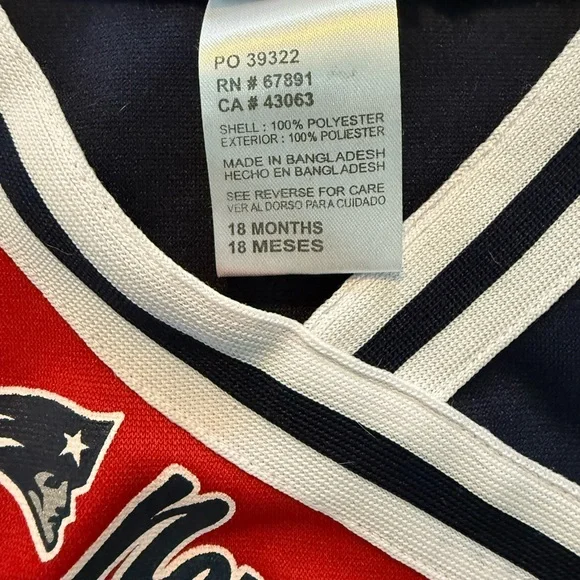 PO 39322
RN # 67891
CA # 43063
SHELL : 100% POLYESTER
EXTERIOR : 100% POLIESTER
MADE IN BANGLADESH
HECHO EN BANGLADESH
SEE REVERSE FOR CARE
VER AL DORSO PARA CUIDADO
18 MONTHS
18 MESES